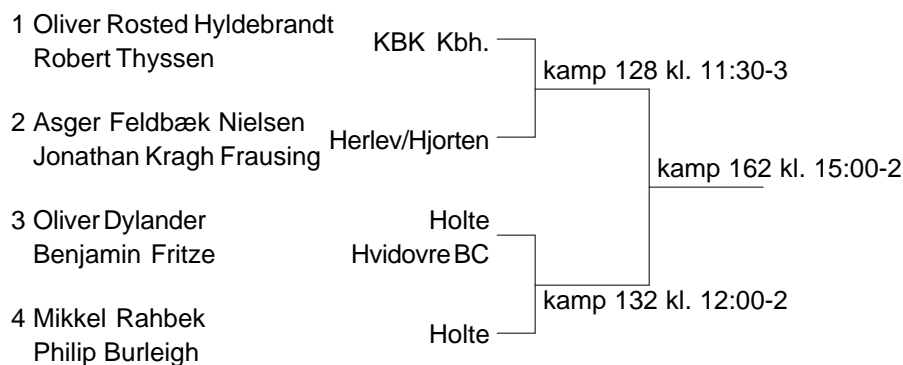 1 Oliver Rosted Hyldebrandt
Robert Thyssen
KBK Kbh.
kamp 128 kl. 11:30-3
2 Asger Feldbæk Nielsen
Jonathan Kragh Frausing
Herlev/Hjorten
kamp 162 kl. 15:00-2
3 Oliver Dylander
Benjamin Fritze
Holte
Hvidovre BC
kamp 132 kl. 12:00-2
4 Mikkel Rahbek
Philip Burleigh
Holte